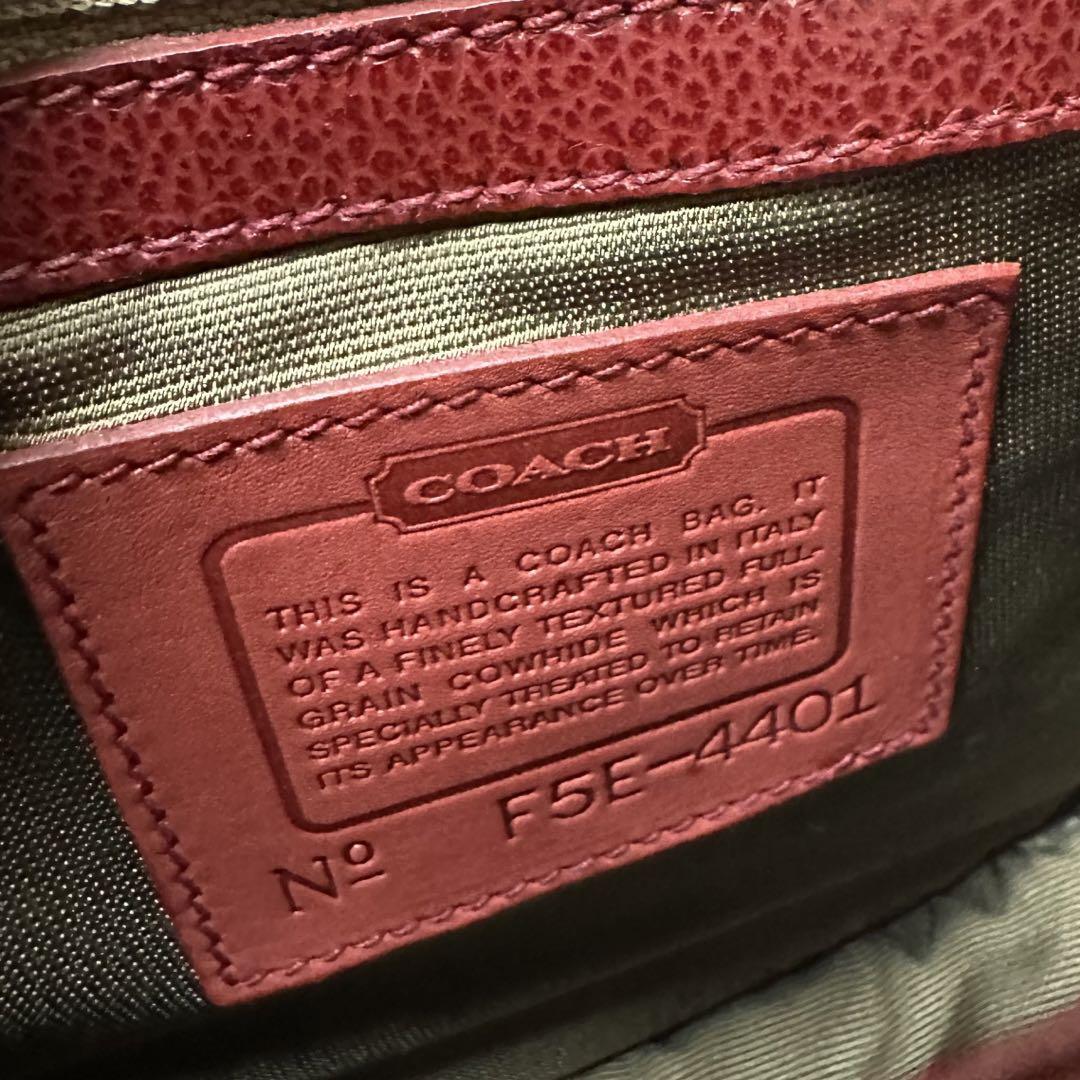 COACH
THIS IS A COACH BAG. IT
WAS HANDCRAFTED IN ITALY
OF A FINELY TEXTURED FULL-
GRAIN COWHIDE WHICH IS
SPECIALLY TREATED TO RETAIN
ITS APPEARANCE OVER TIME.
Nº F5E-4401